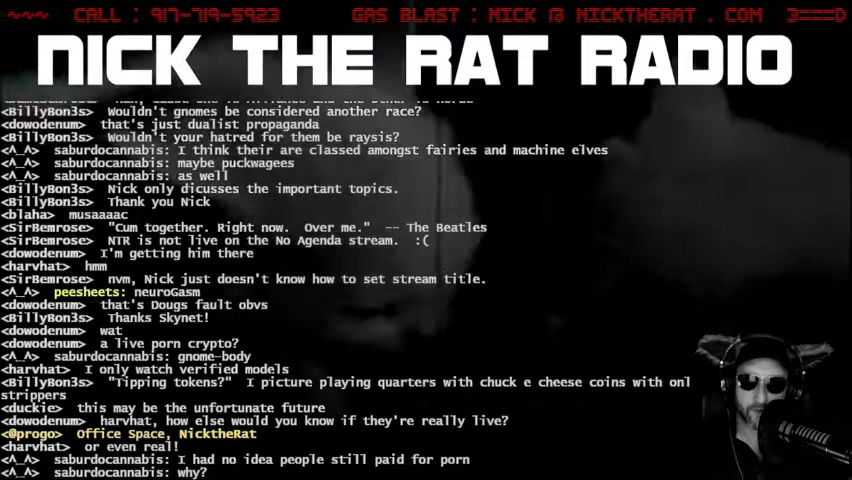 ~~~ CALL : 917-719-5923 GAS BLAST : NICK @ NICKTHERAT . COM 3===D
NICK THE RAT RADIO
<BillyBon3s> Wouldn't gnomes be considered another race?
<dowodenum> that's just dualist propaganda
<BillyBon3s> Wouldn't your hatred for them be raysis?
<^_^> saburdocannabis: I think their are classed amongst fairies and machine elves
<^_^> saburdocannabis: maybe puckwagees
<^_^> saburdocannabis: as well
<BillyBon3s> Nick only dicusses the important topics.
<BillyBon3s> Thank you Nick
<blaha> musaaaac
<SirBemrose> "Cum together. Right now. Over me." -- The Beatles
<SirBemrose> NTR is not live on the No Agenda stream. :(
<dowodenum> I'm getting him there
<harvhat> hmm
<SirBemrose> nvm, Nick just doesn't know how to set stream title.
<^_^> peesheets: neuroGasm
<dowodenum> that's Dougs fault obvs
<BillyBon3s> Thanks Skynet!
<dowodenum> wat
<dowodenum> a live porn crypto?
<^_^> saburdocannabis: gnome-body
<harvhat> I only watch verified models
<BillyBon3s> "Tipping tokens?" I picture playing quarters with chuck e cheese coins with onl
strippers
<duckie> this may be the unfortunate future
<dowodenum> harvhat, how else would you know if they're really live?
<@progo> Office Space, NicktheRat
<harvhat> or even real!
<^_^> saburdocannabis: I had no idea people still paid for porn
<^_^> saburdocannabis: why?